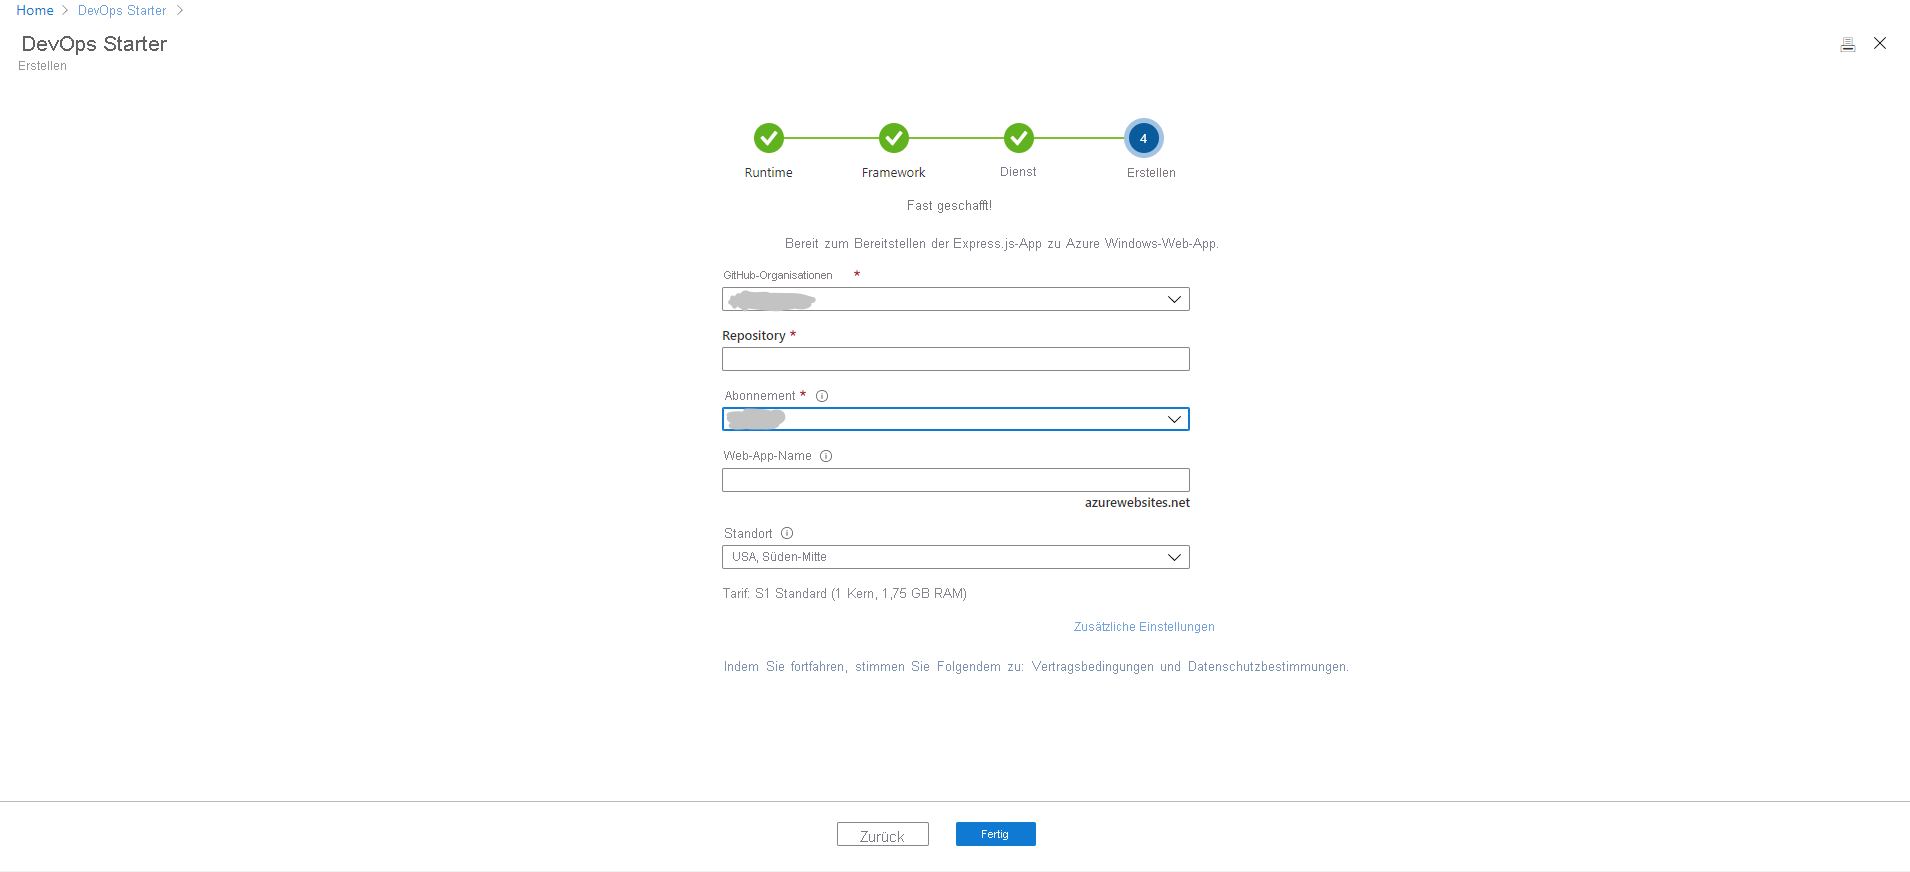 Home > DevOps Starter >
DevOps Starter
Erstellen
4
Runtime Framework Dienst Erstellen
Fast geschafft!
Bereit zum Bereitstellen der Express.js-App zu Azure Windows-Web-App.
GitHub-Organisationen *
Repository *
Abonnement *
Web-App-Name
azurewebsites.net
Standort
USA, Süden-Mitte
Tarif: S1 Standard (1 Kern, 1,75 GB RAM)
Zusätzliche Einstellungen
Indem Sie fortfahren, stimmen Sie Folgendem zu: Vertragsbedingungen und Datenschutzbestimmungen.
Zurück Fertig